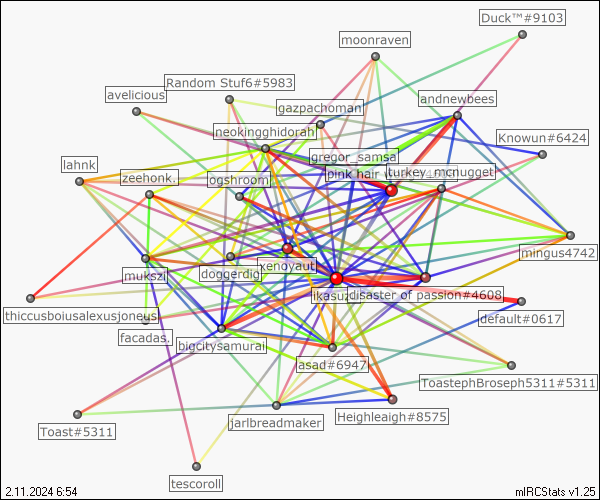 Duck™#9103
moonraven
Random Stuf6#5983
avelicious
andnewbees
gazpachoman
neokingghidorah
Knowun#6424
gregor_samsa
lahnk
zeehonk.
ogshroom
pink hair
turkey_mcnugget
mingus4742
mukszi
doggerdig
xenoyaut
ikasuz
disaster of passion#4608
thiccusboiusalexusjoneus
default#0617
facadas.
bigcitysamurai
asad#6947
ToastephBroseph5311#5311
Toast#5311
jarlbreadmaker
Heighleaigh#8575
tescoroll
2.11.2024 6:54
mIRCStats v1.25